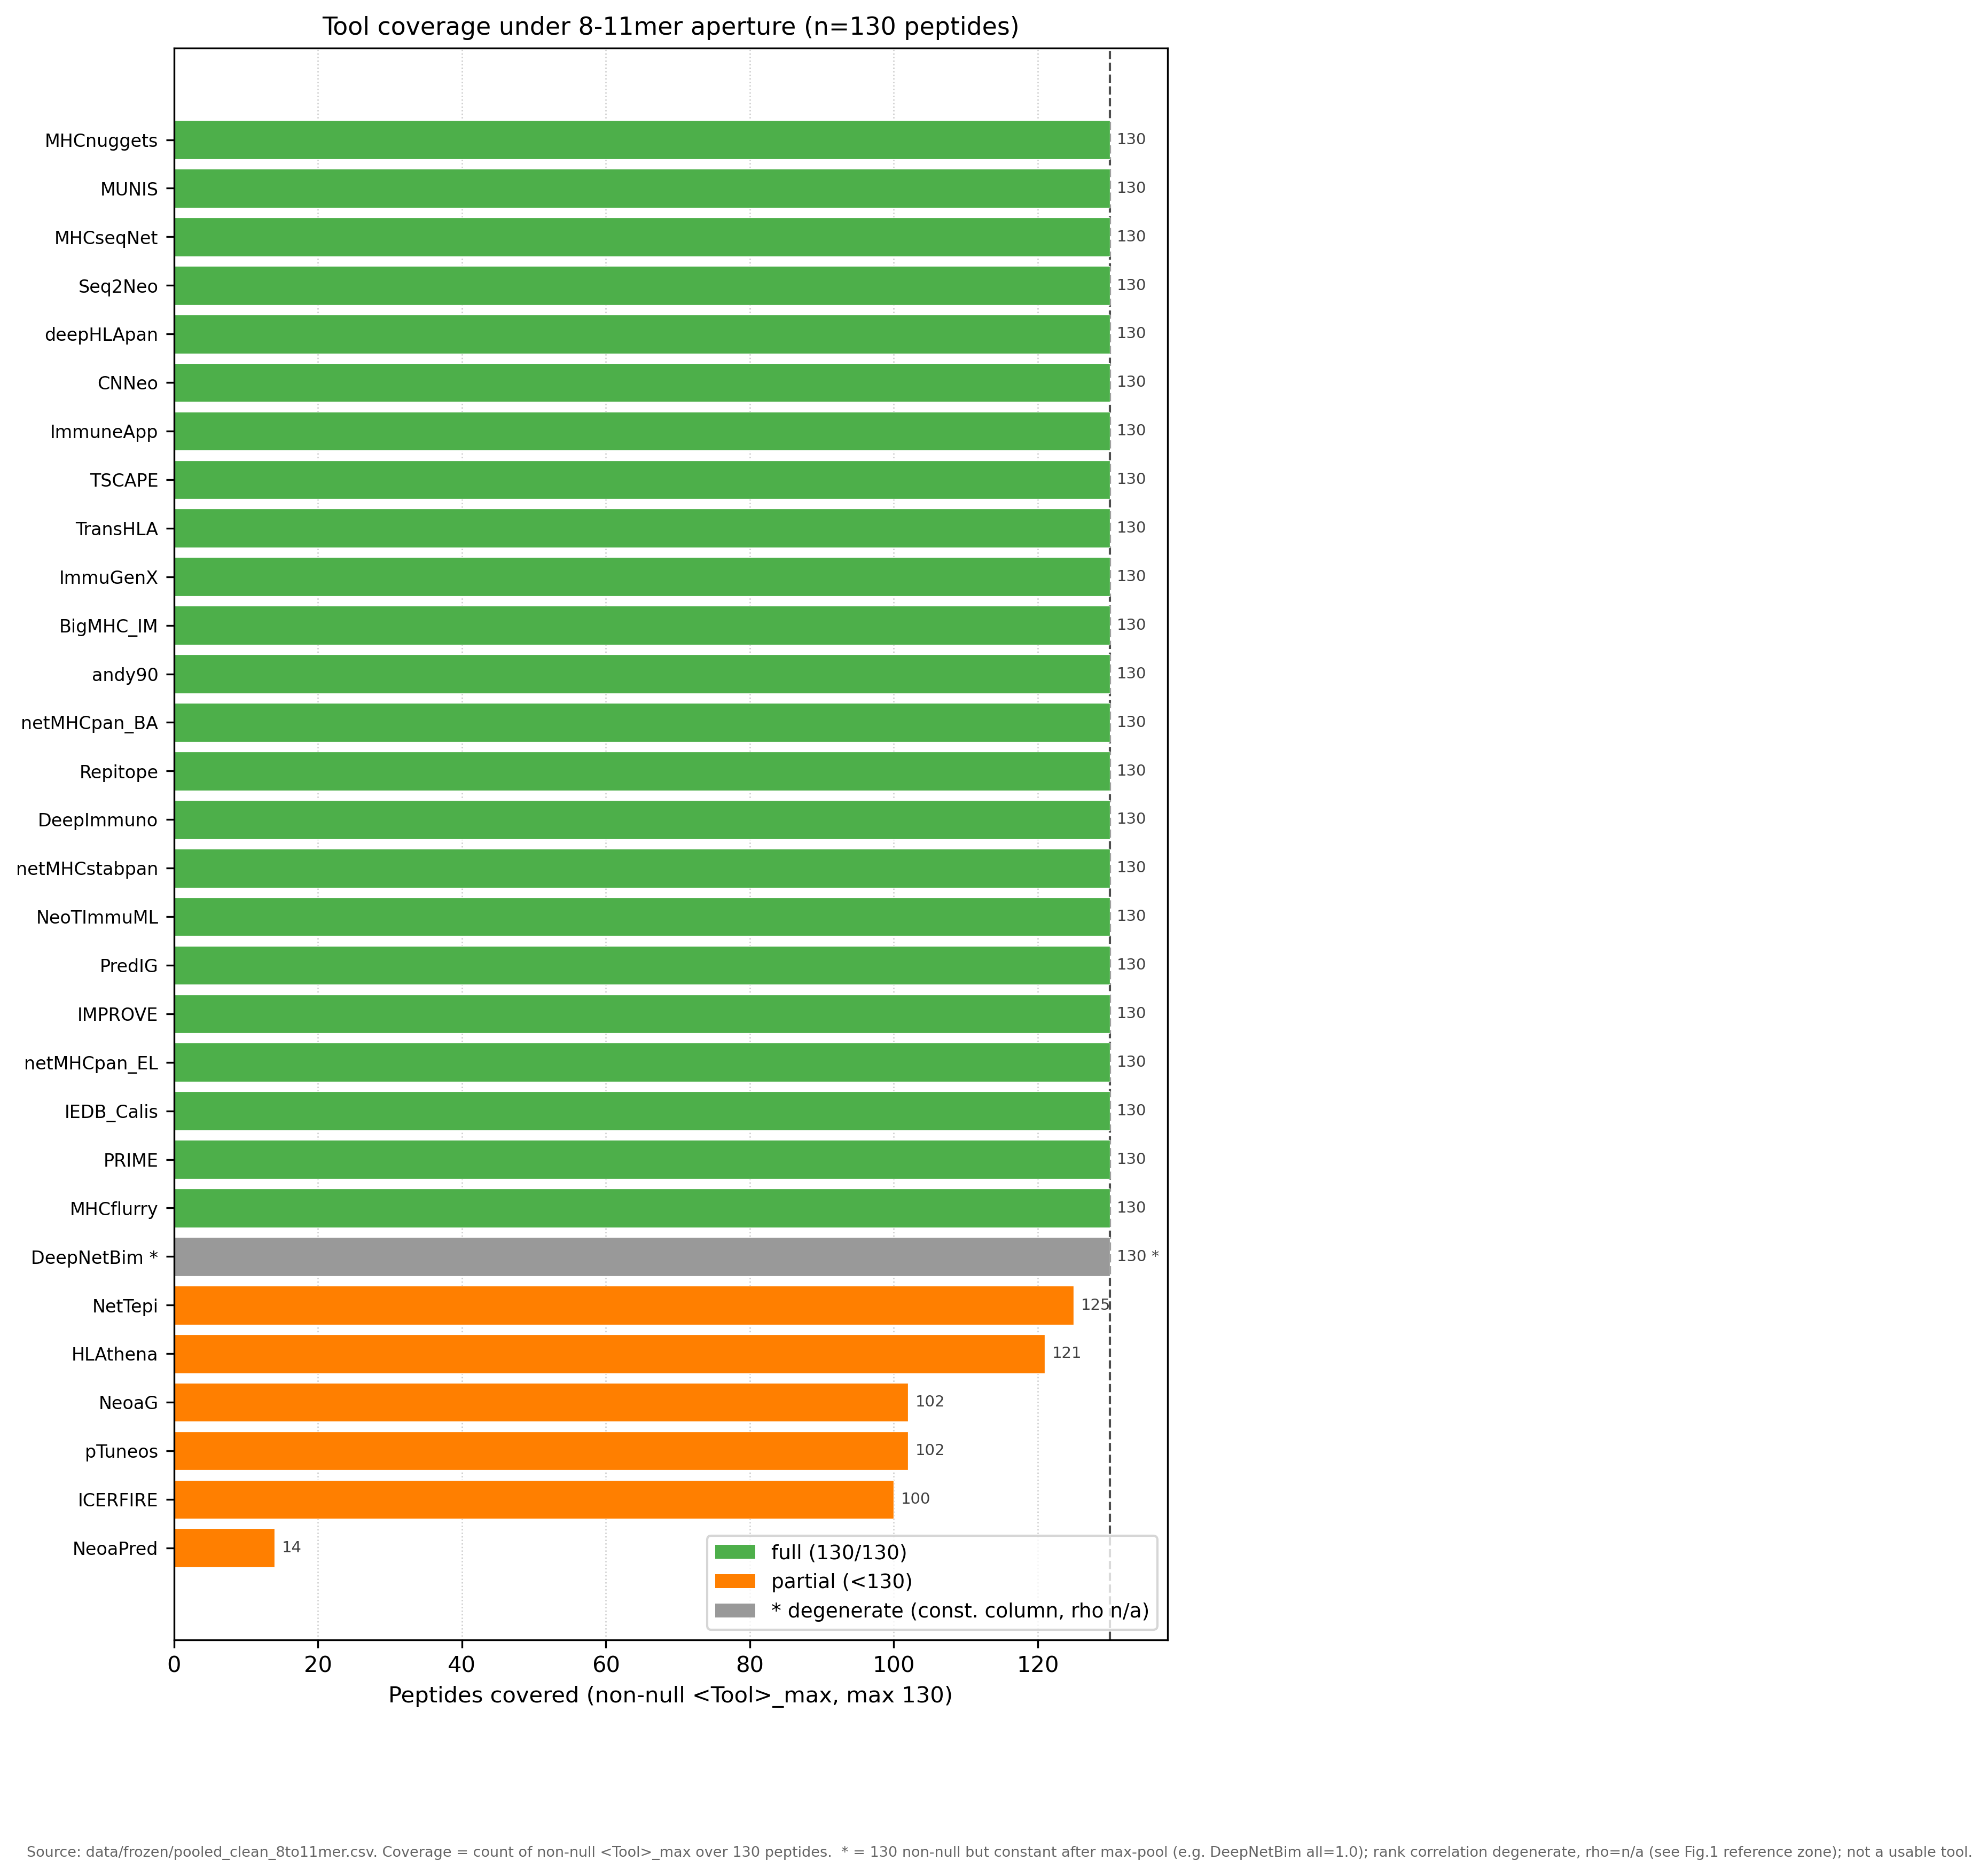 Tool coverage under 8-11mer aperture (n=130 peptides)
MHCnuggets 130
MUNIS 130
MHCseqNet 130
Seq2Neo 130
deepHLApan 130
CNNeo 130
ImmuneApp 130
TSCAPE 130
TransHLA 130
ImmuGenX 130
BigMHC_IM 130
andy90 130
netMHCpan_BA 130
Repitope 130
DeepImmuno 130
netMHCstabpan 130
NeoTImmuML 130
PredIG 130
IMPROVE 130
netMHCpan_EL 130
IEDB_Calis 130
PRIME 130
MHCflurry 130
DeepNetBim * 130 *
NetTepi 125
HLAthena 121
NeoaG 102
pTuneos 102
ICERFIRE 100
NeoaPred 14
full (130/130)
partial (<130)
* degenerate (const. column, rho n/a)
0 20 40 60 80 100 120
Peptides covered (non-null <Tool>_max, max 130)
Source: data/frozen/pooled_clean_8to11mer.csv. Coverage = count of non-null <Tool>_max over 130 peptides.  * = 130 non-null but constant after max-pool (e.g. DeepNetBim all=1.0); rank correlation degenerate, rho=n/a (see Fig.1 reference zone); not a usable tool.